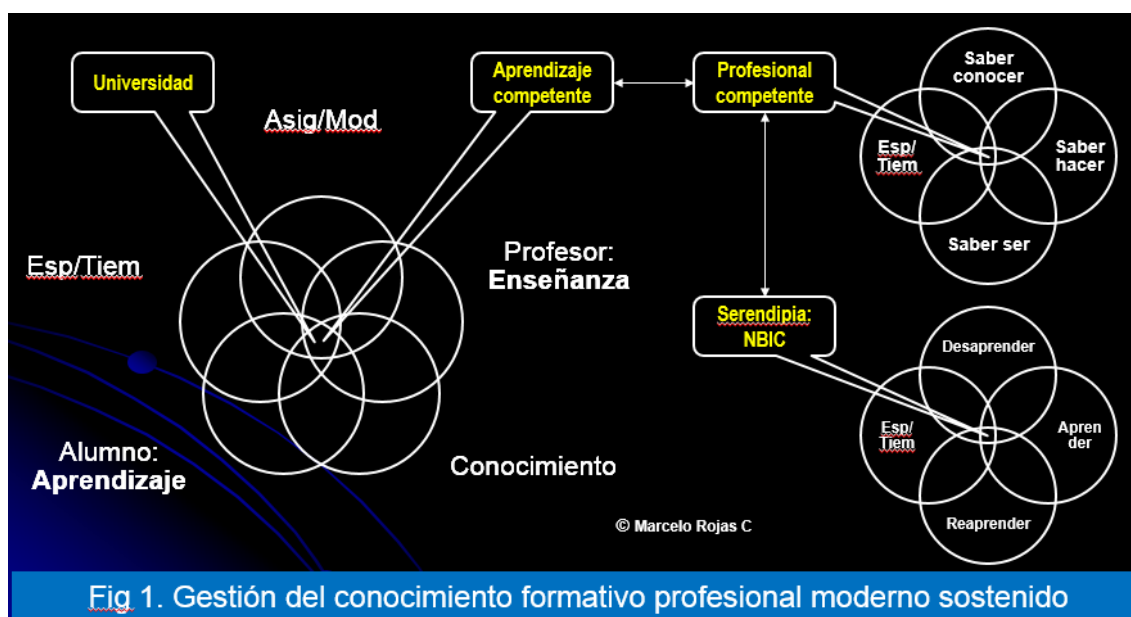 Universidad
Asig/Mod
Esp/Tiem
Aprendizaje
competente
Profesional
competente
Profesor:
Enseñanza
Alumno:
Aprendizaje
Conocimiento
Saber
conocer
Esp/
Tiem
Saber
hacer
Saber ser
Serendipia:
NBIC
Desaprender
Esp/
Tiem
Apren
der
Reaprender
© Marcelo Rojas C
Fig 1. Gestión del conocimiento formativo profesional moderno sostenido